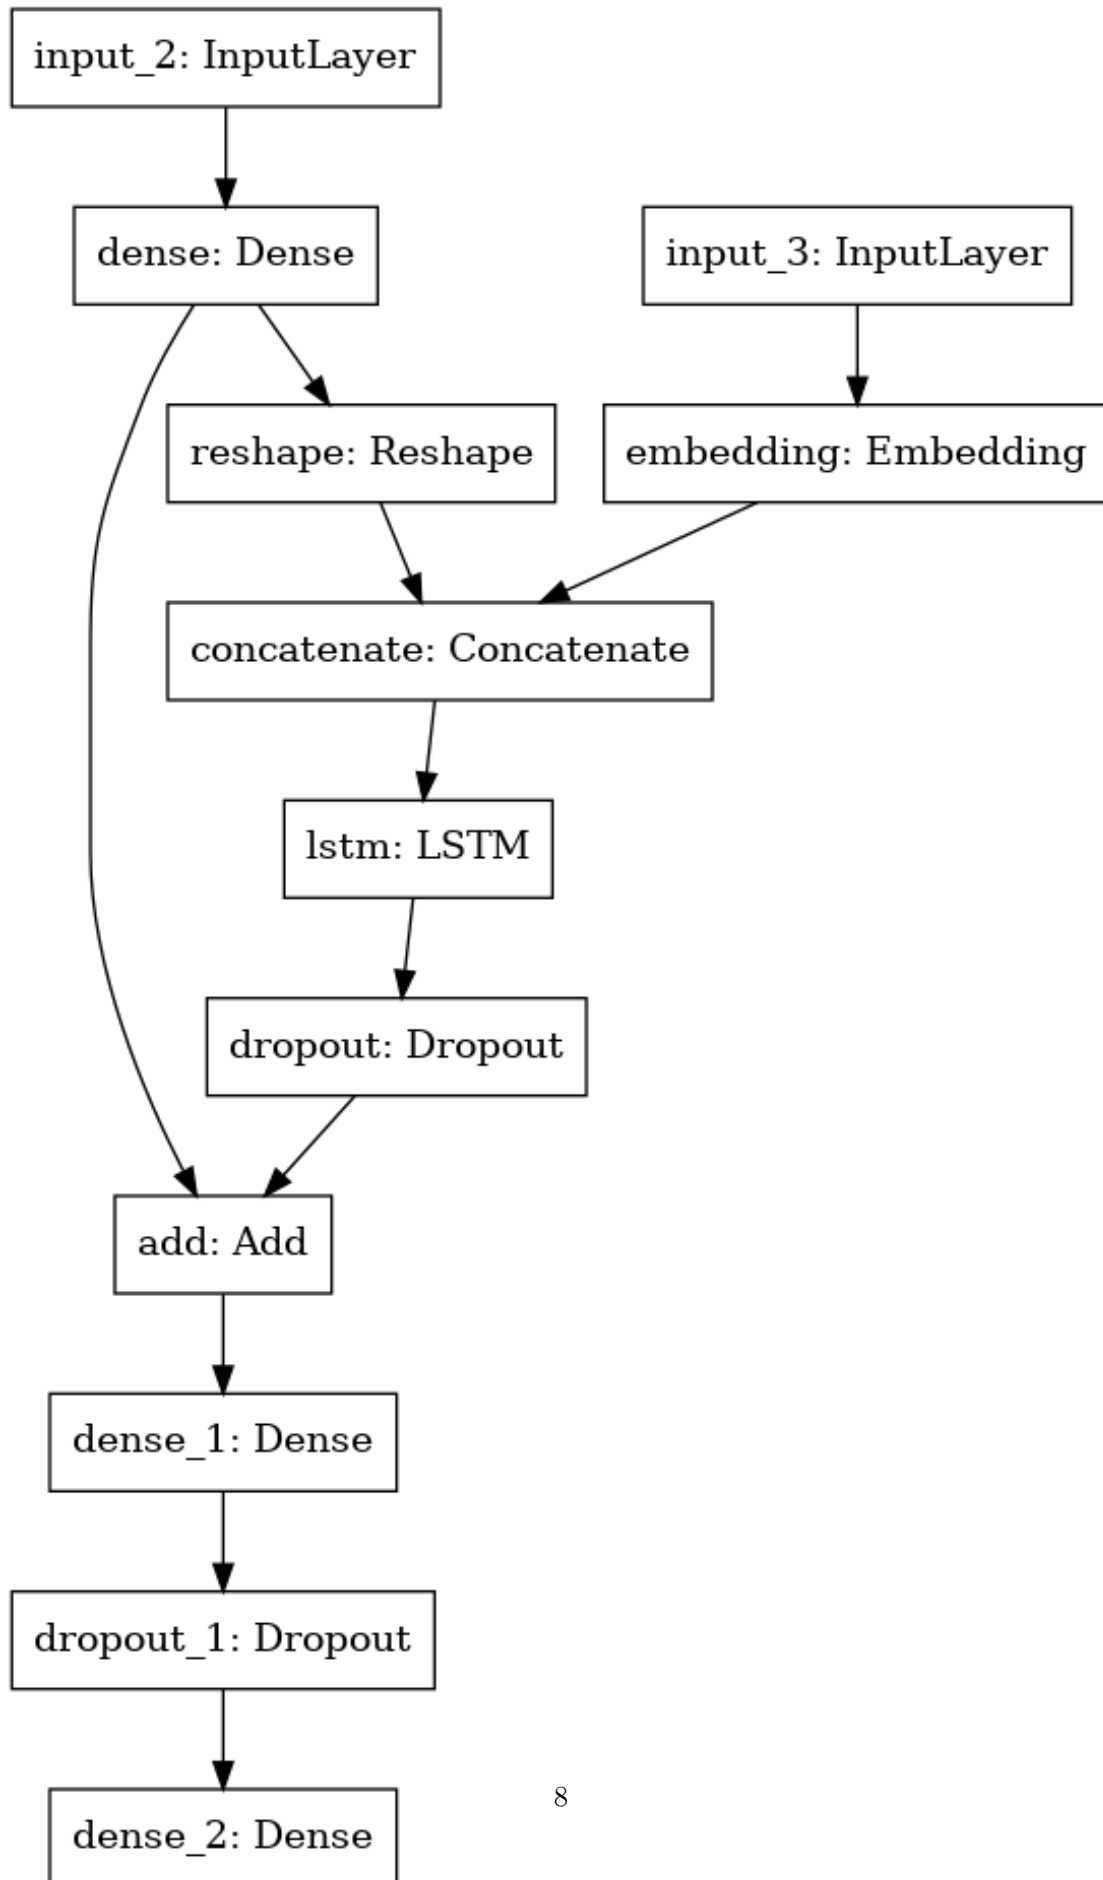 input_2: InputLayer
dense: Dense
input_3: InputLayer
reshape: Reshape
embedding: Embedding
concatenate: Concatenate
lstm: LSTM
dropout: Dropout
add: Add
dense_1: Dense
dropout_1: Dropout
8
dense_2: Dense